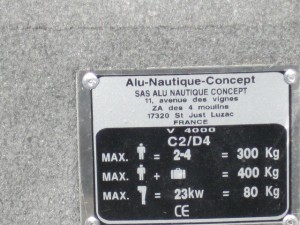 Alu-Nautique-Concept
SAS ALU NAUTIQUE CONCEPT
11, avenue des vignes
ZA des 4 moulins
17320 St Just Luzac
FRANCE
V 4000
C2/D4
MAX. = 2-4 = 300 Kg
MAX. + = 400 Kg
MAX. = 23kw = 80 Kg
CE